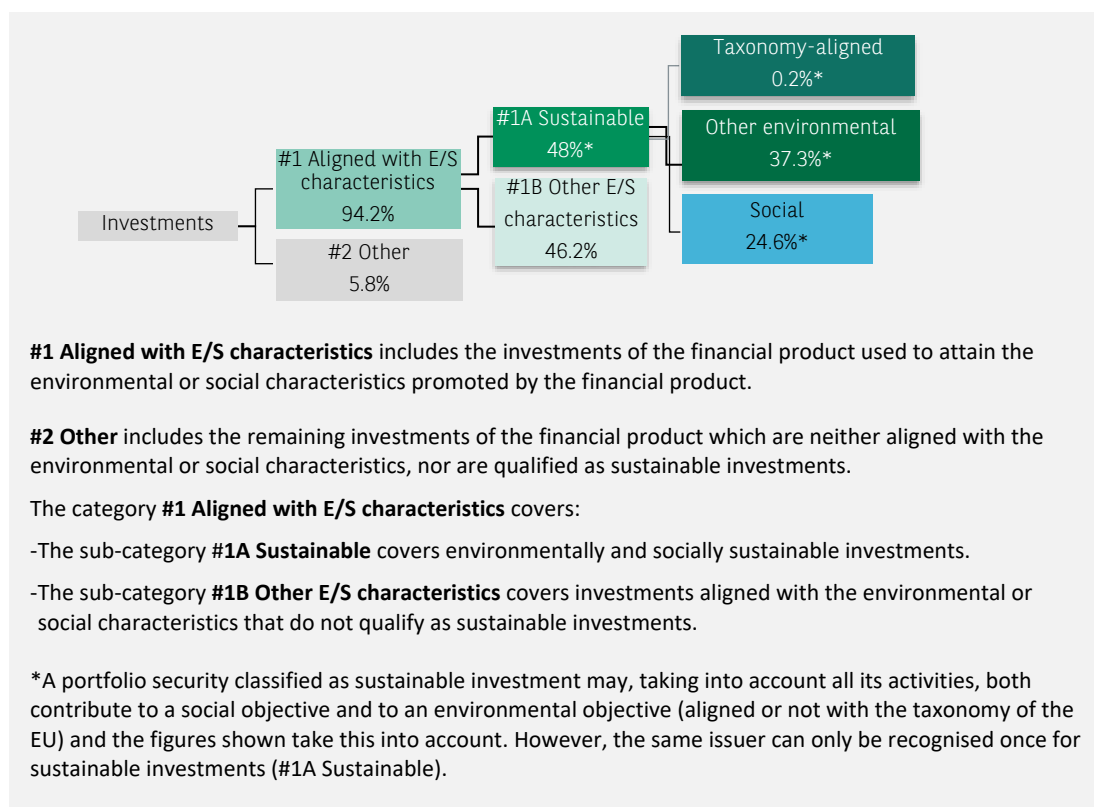 Taxonomy-aligned
0.2%*
#1A Sustainable
48%*
Other environmental
37.3%*
#1 Aligned with E/S
characteristics
94.2%
#1B Other E/S
characteristics
46.2%
Social
24.6%*
Investments
#2 Other
5.8%
#1 Aligned with E/S characteristics includes the investments of the financial product used to attain the
environmental or social characteristics promoted by the financial product.
#2 Other includes the remaining investments of the financial product which are neither aligned with the
environmental or social characteristics, nor are qualified as sustainable investments.
The category #1 Aligned with E/S characteristics covers:
-The sub-category #1A Sustainable covers environmentally and socially sustainable investments.
-The sub-category #1B Other E/S characteristics covers investments aligned with the environmental or
social characteristics that do not qualify as sustainable investments.
*A portfolio security classified as sustainable investment may, taking into account all its activities, both
contribute to a social objective and to an environmental objective (aligned or not with the taxonomy of the
EU) and the figures shown take this into account. However, the same issuer can only be recognised once for
sustainable investments (#1A Sustainable).